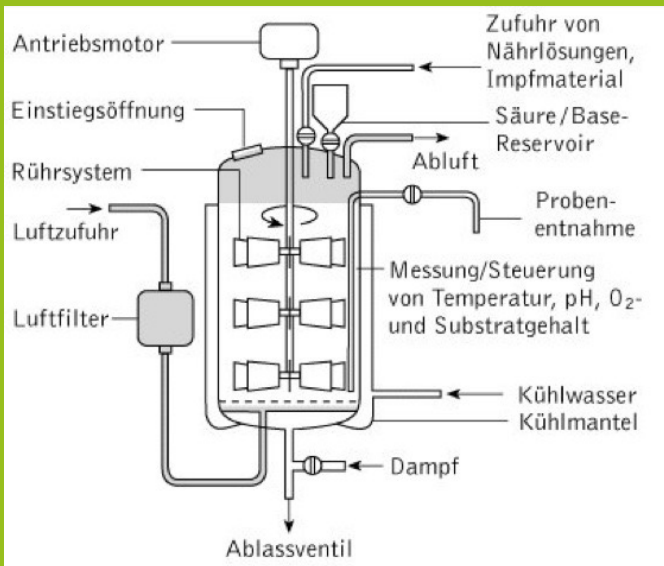 Antriebsmotor
Zufuhr von
Nährlösungen,
Impfmaterial
Einstiegsöffnung
Säure/Base-
Reservoir
Abluft
Rührsystem
Proben-
entnahme
Luftzufuhr
Messung/Steuerung
von Temperatur, pH, O₂-
und Substratgehalt
Luftfilter
Kühlwasser
Kühlmantel
Dampf
Ablassventil